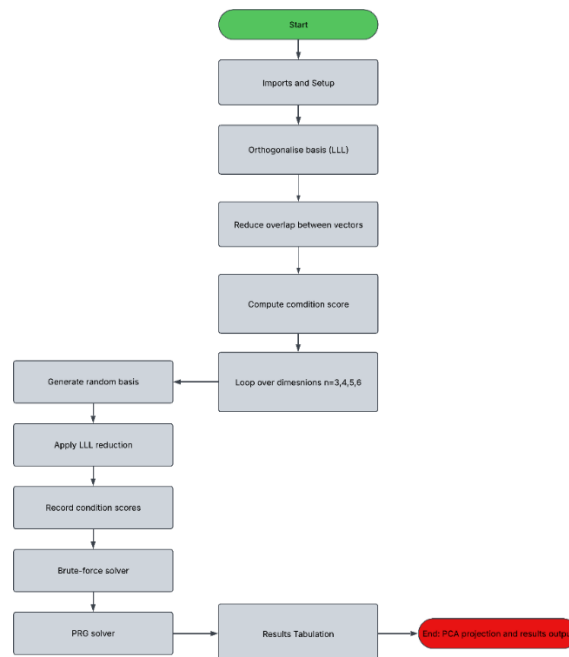 Start
Imports and Setup
Orthogonalise basis (LLL)
Reduce overlap between vectors
Compute comdition score
Loop over dimesnions n=3,4,5,6
Generate random basis
Apply LLL reduction
Record condition scores
Brute-force solver
PRG solver
Results Tabulation
End: PCA projection and results output